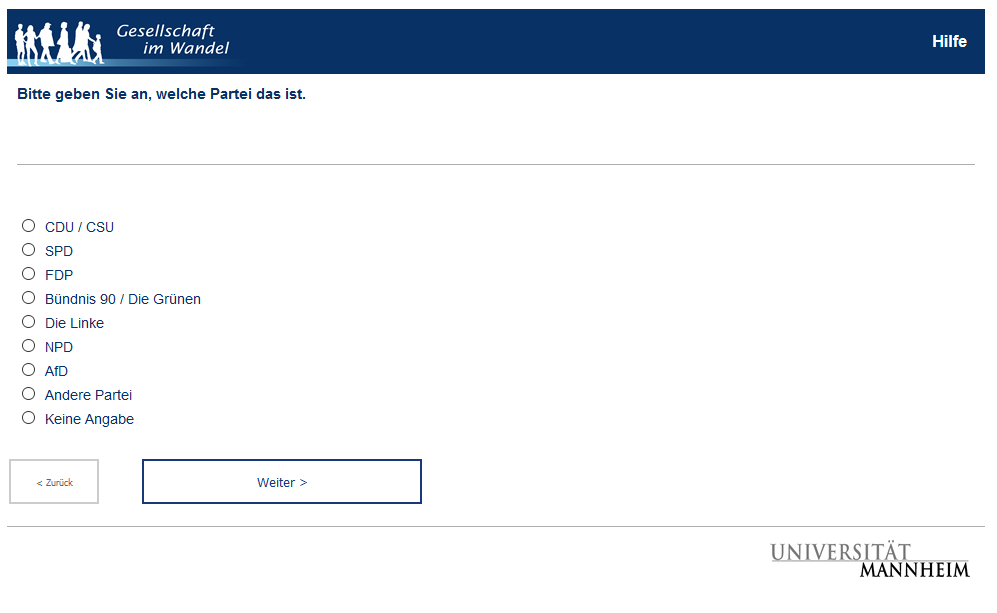 Gesellschaft
im Wandel
Hilfe
Bitte geben Sie an, welche Partei das ist.
CDU / CSU
SPD
FDP
Bündnis 90 / Die Grünen
Die Linke
NPD
AfD
Andere Partei
Keine Angabe
< Zurück
Weiter >
UNIVERSITÄT
MANNHEIM